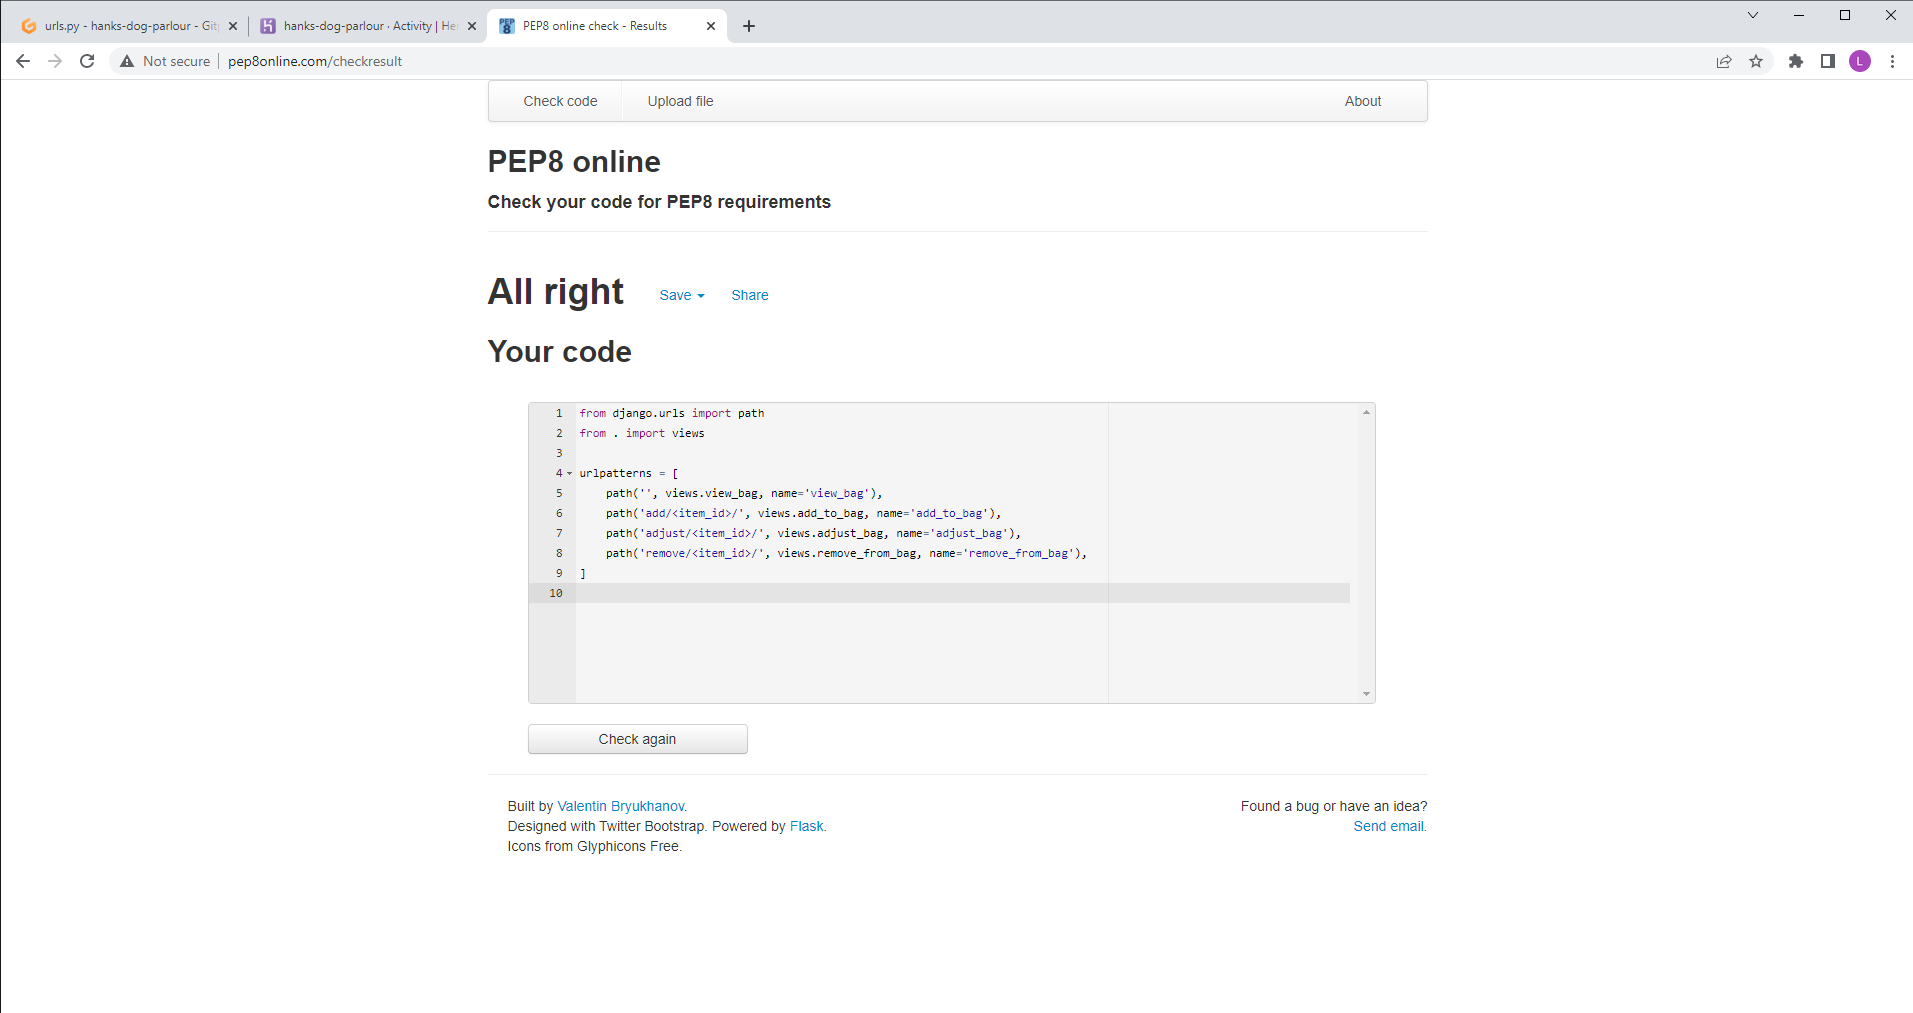 urls.py - hanks-dog-parlour - Git
hanks-dog-parlour · Activity | He
PEP8 online check - Results
Not secure
pep8online.com/checkresult
L
Check code
Upload file
About
PEP8 online
Check your code for PEP8 requirements
All right
Save
Share
Your code
1 from django.urls import path
2 from . import views
3
4 urlpatterns = [
5     path('', views.view_bag, name='view_bag'),
6     path('add/<item_id>/', views.add_to_bag, name='add_to_bag'),
7     path('adjust/<item_id>/', views.adjust_bag, name='adjust_bag'),
8     path('remove/<item_id>/', views.remove_from_bag, name='remove_from_bag'),
9 ]
10
Check again
Built by Valentin Bryukhanov.
Designed with Twitter Bootstrap. Powered by Flask.
Icons from Glyphicons Free.
Found a bug or have an idea?
Send email.